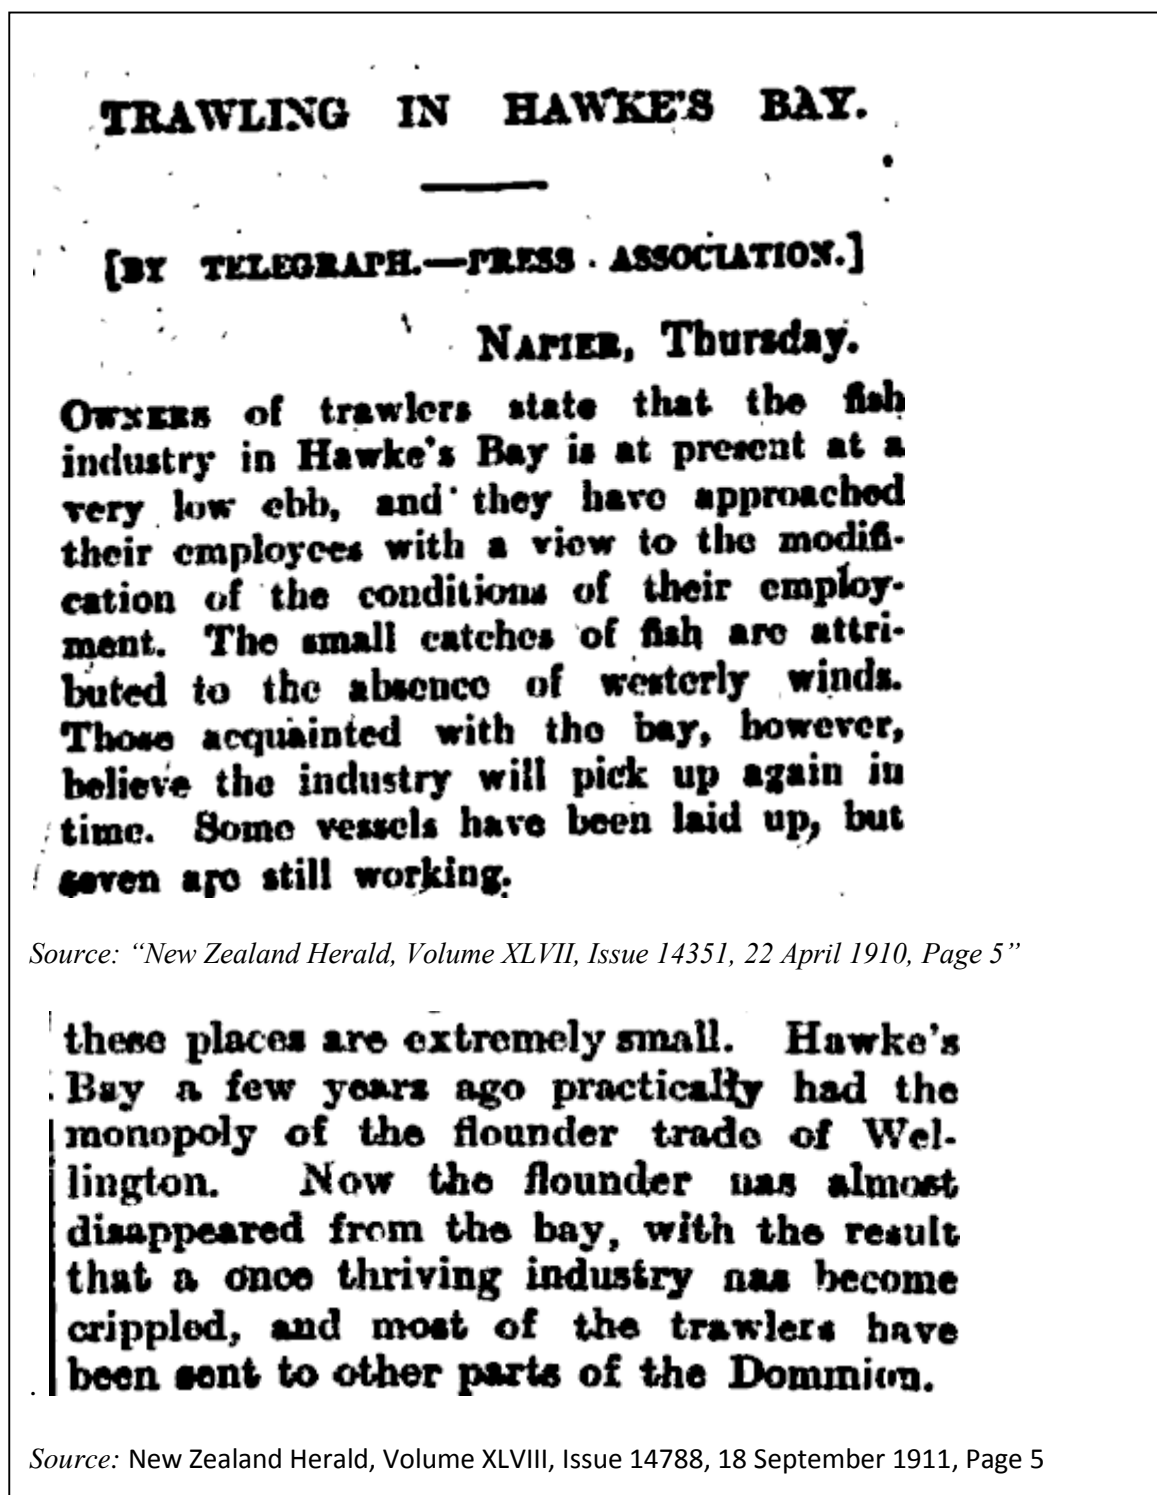 TRAWLING IN HAWKE'S BAY.
[BY TELEGRAPH.—PRESS ASSOCIATION.]
NAPIER, Thursday.
OWNERS of trawlers state that the fish
industry in Hawke's Bay is at present at a
very low ebb, and they have approached
their employees with a view to the modifi-
cation of the conditions of their employ-
ment. The small catches of fish are attri-
buted to the absence of westerly winds.
Those acquainted with the bay, however,
believe the industry will pick up again in
time. Some vessels have been laid up, but
seven are still working.
Source: “New Zealand Herald, Volume XLVII, Issue 14351, 22 April 1910, Page 5”
these places are extremely small. Hawke's
Bay a few years ago practically had the
monopoly of the flounder trade of Wel-
lington. Now the flounder has almost
disappeared from the bay, with the result
that a once thriving industry has become
crippled, and most of the trawlers have
been sent to other parts of the Dominion.
Source: New Zealand Herald, Volume XLVIII, Issue 14788, 18 September 1911, Page 5